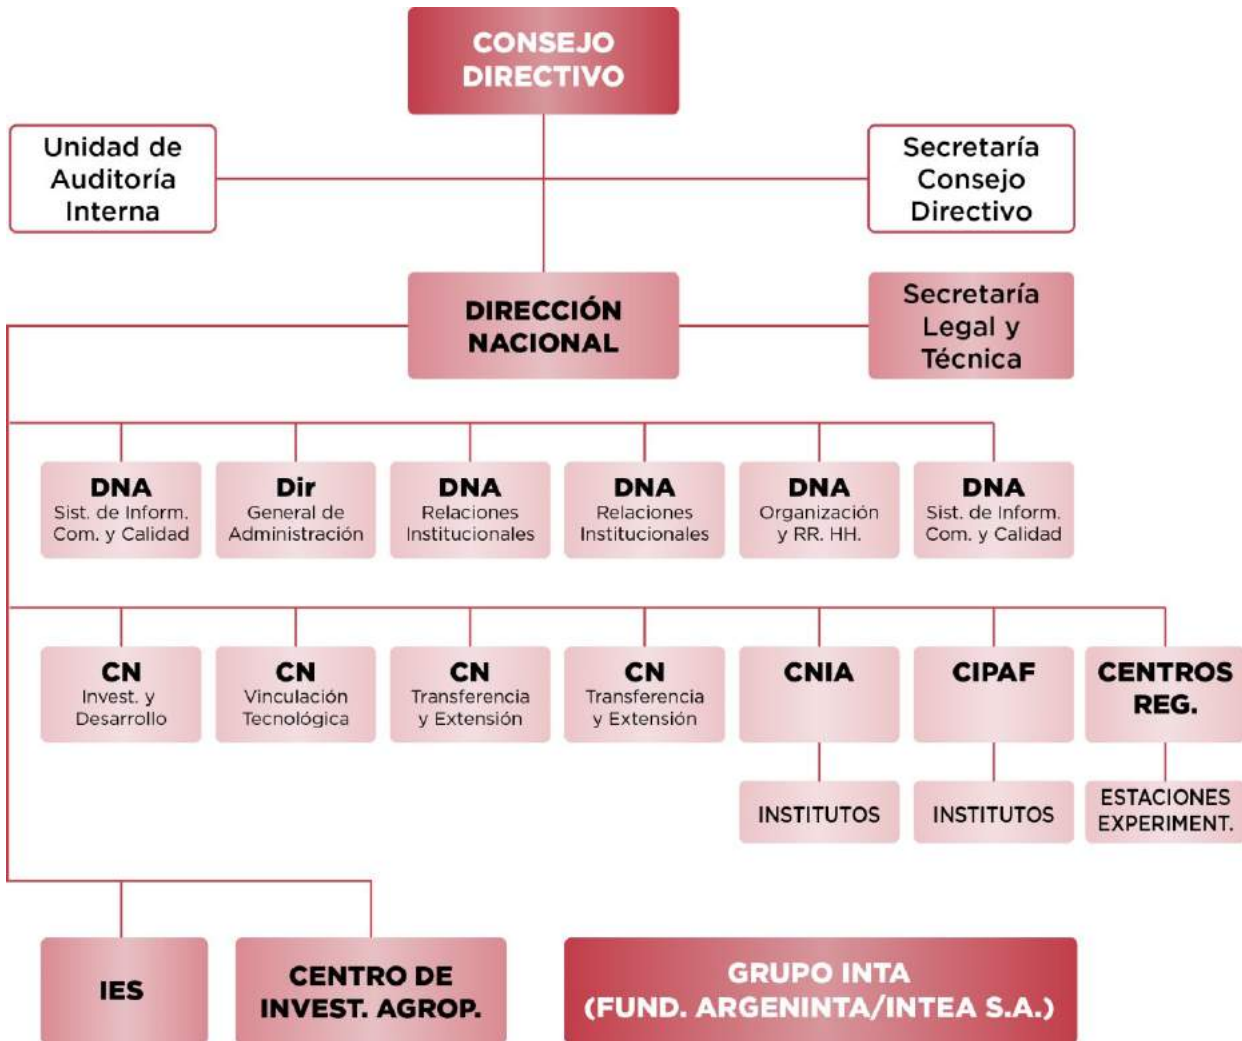 CONSEJO
DIRECTIVO
Unidad de
Auditoría
Interna
Secretaría
Consejo
Directivo
DIRECCIÓN
NACIONAL
Secretaría
Legal y
Técnica
DNA
Sist. de Inform.
Com. y Calidad
Dir
General de
Administración
DNA
Relaciones
Institucionales
DNA
Relaciones
Institucionales
DNA
Organización
y RR. HH.
DNA
Sist. de Inform.
Com. y Calidad
CN
Invest. y
Desarrollo
CN
Vinculación
Tecnológica
CN
Transferencia
y Extensión
CN
Transferencia
y Extensión
CNIA
CIPAF
CENTROS
REG.
INSTITUTOS
INSTITUTOS
ESTACIONES
EXPERIMENT.
IES
CENTRO DE
INVEST. AGROP.
GRUPO INTA
(FUND. ARGENINTA/INTEA S.A.)